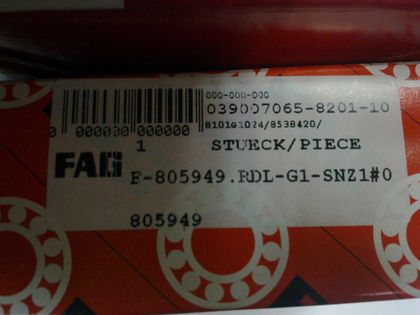 000-000-000
039007065-8201-10
8101G1024/8538420/
0 000000 000000
1 STUECK/PIECE
FAG
F-805949.RDL-G1-SNZ1#0
805949